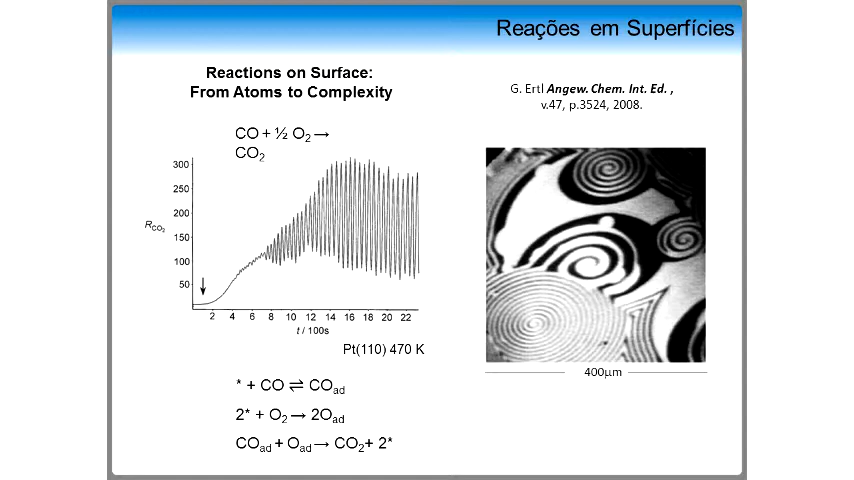 Reações em Superfícies
Reactions on Surface:
From Atoms to Complexity
G. Ertl Angew. Chem. Int. Ed. ,
v.47, p.3524, 2008.
CO + ½ O₂ →
CO₂
300
250
200
150
100
50
R_CO₂
2 4 6 8 10 12 14 16 18 20 22
t / 100s
Pt(110) 470 K
400µm
* + CO ⇌ COad
2* + O₂ → 2Oad
COad + Oad → CO₂ + 2*